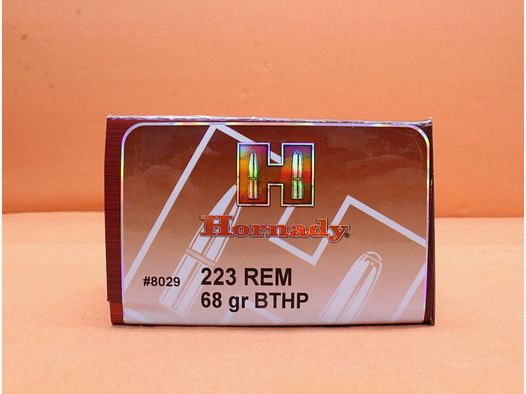 H
Hornady
#8029
223 REM
68 gr BTHP